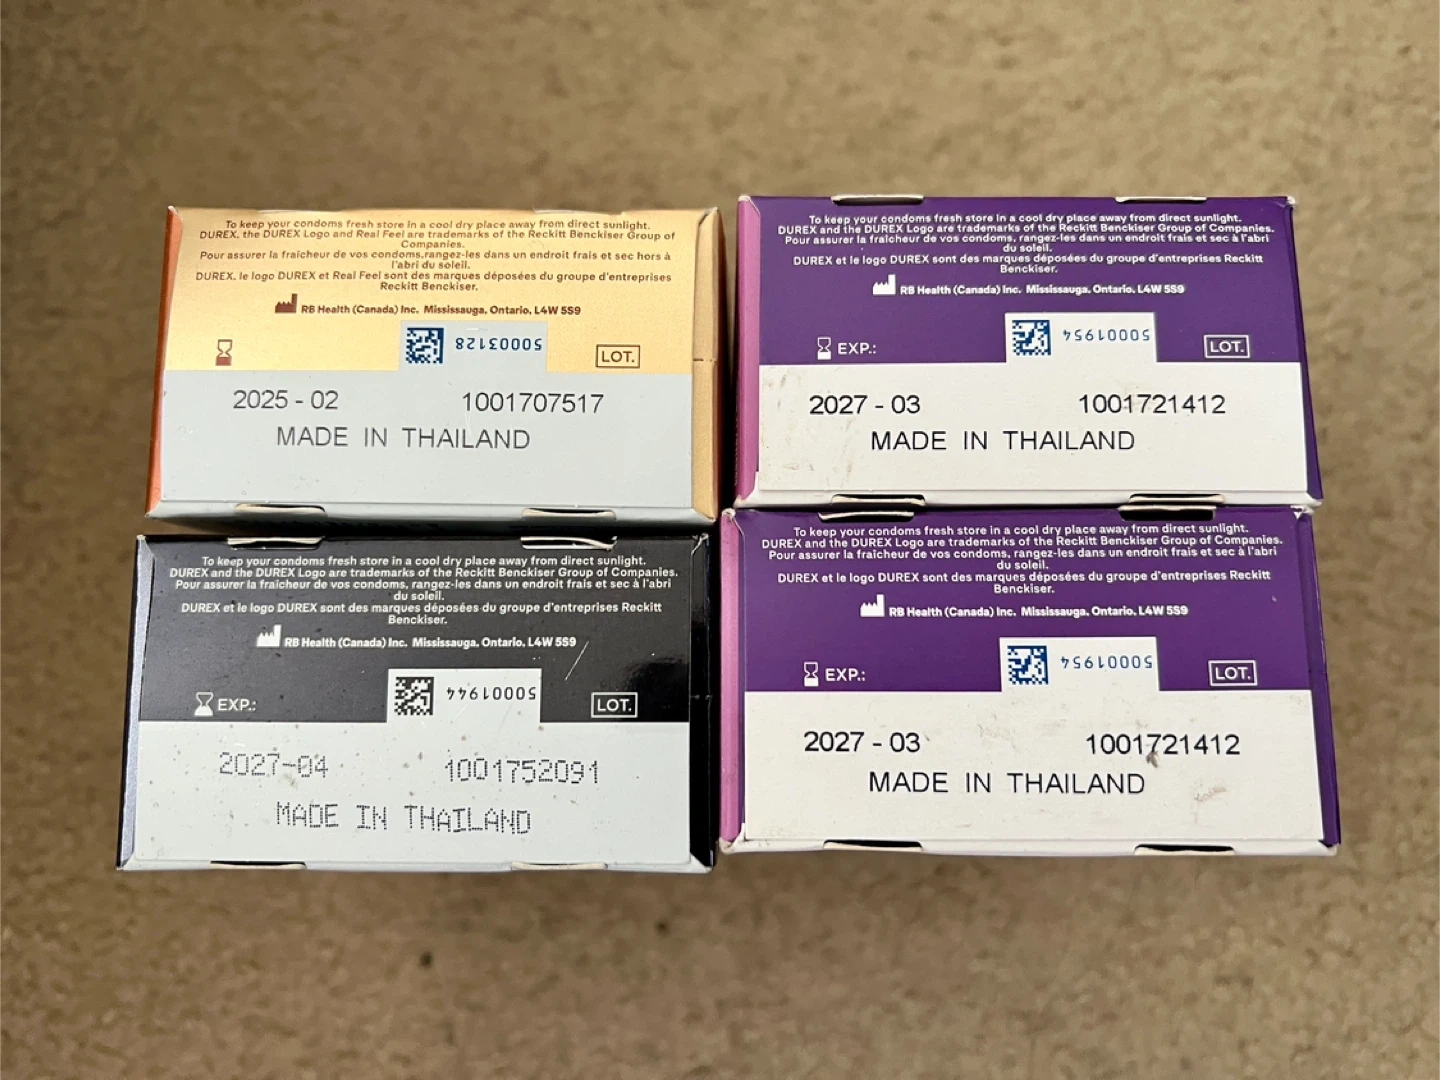 To keep your condoms fresh store in a cool dry place away from direct sunlight.
DUREX, the DUREX Logo and Real Feel are trademarks of the Reckitt Benckiser Group of
Companies.
Pour assurer la fraîcheur de vos condoms,rangez-les dans un endroit frais et sec hors à
l'abri du soleil.
DUREX, le logo DUREX et Real Feel sont des marques déposées du groupe d'entreprises
Reckitt Benckiser.
RB Health (Canada) Inc. Mississauga, Ontario, L4W 5S9
50003128
LOT.
2025 - 02 1001707517
MADE IN THAILAND
To keep your condoms fresh store in a cool dry place away from direct sunlight.
DUREX and the DUREX Logo are trademarks of the Reckitt Benckiser Group of Companies.
Pour assurer la fraîcheur de vos condoms, rangez-les dans un endroit frais et sec à l'abri
du soleil.
DUREX et le logo DUREX sont des marques déposées du groupe d'entreprises Reckitt
Benckiser.
RB Health (Canada) Inc. Mississauga, Ontario, L4W 5S9
EXP.: 50001954 LOT.
2027 - 03 1001721412
MADE IN THAILAND
To keep your condoms fresh store in a cool dry place away from direct sunlight.
DUREX and the DUREX Logo are trademarks of the Reckitt Benckiser Group of Companies.
Pour assurer la fraîcheur de vos condoms, rangez-les dans un endroit frais et sec à l'abri
du soleil.
DUREX et le logo DUREX sont des marques déposées du groupe d'entreprises Reckitt
Benckiser.
RB Health (Canada) Inc. Mississauga, Ontario, L4W 5S9
EXP.: 50001944 LOT.
2027-04 1001752091
MADE IN THAILAND
To keep your condoms fresh store in a cool dry place away from direct sunlight.
DUREX and the DUREX Logo are trademarks of the Reckitt Benckiser Group of Companies.
Pour assurer la fraîcheur de vos condoms, rangez-les dans un endroit frais et sec à l'abri
du soleil.
DUREX et le logo DUREX sont des marques déposées du groupe d'entreprises Reckitt
Benckiser.
RB Health (Canada) Inc. Mississauga, Ontario, L4W 5S9
EXP.: 50001954 LOT.
2027 - 03 1001721412
MADE IN THAILAND